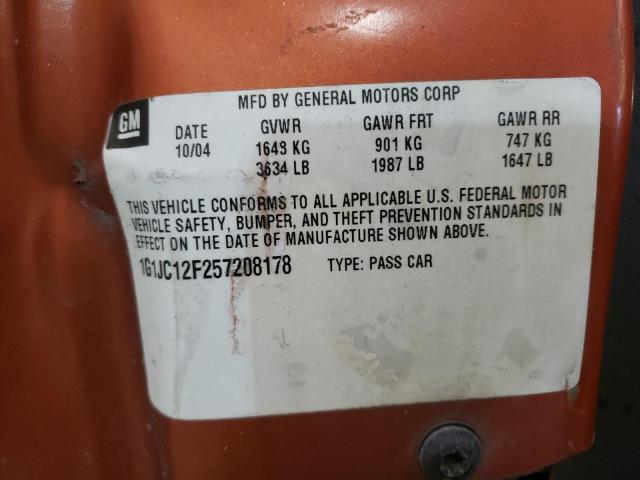 MFD BY GENERAL MOTORS CORP
GM
DATE GVWR GAWR FRT GAWR RR
10/04 1643 KG 901 KG 747 KG
3634 LB 1987 LB 1647 LB
THIS VEHICLE CONFORMS TO ALL APPLICABLE U.S. FEDERAL MOTOR
VEHICLE SAFETY, BUMPER, AND THEFT PREVENTION STANDARDS IN
EFFECT ON THE DATE OF MANUFACTURE SHOWN ABOVE.
1G1JC12F257208178 TYPE: PASS CAR